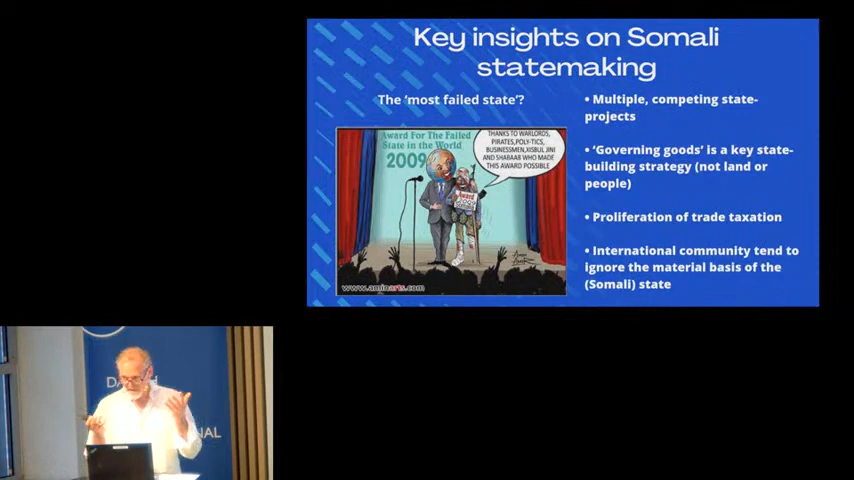 Key insights on Somali
statemaking
The ‘most failed state’?
Award For The Failed
State in the World
2009
THANKS TO WARLORDS,
PIRATES,POLY-TICS,
BUSINESSMEN,XISBUL JINI
AND SHABAAB WHO MADE
THIS AWARD POSSIBLE
Award
www.aminarts.com
• Multiple, competing state-
projects
• ‘Governing goods’ is a key state-
building strategy (not land or
people)
• Proliferation of trade taxation
• International community tend to
ignore the material basis of the
(Somali) state